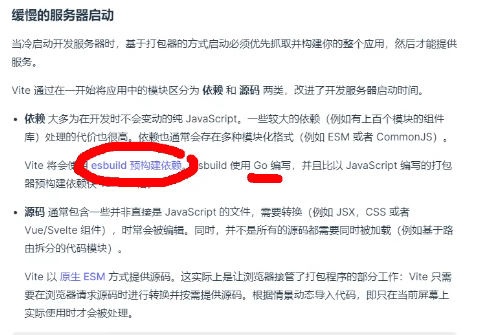 缓慢的服务器启动
当冷启动开发服务器时，基于打包器的方式启动必须优先抓取并构建你的整个应用，然后才能提供
服务。
Vite 通过在一开始将应用中的模块区分为 依赖 和 源码 两类，改进了开发服务器启动时间。
• 依赖 大多为在开发时不会变动的纯 JavaScript。一些较大的依赖（例如有上百个模块的组件
库）处理的代价也很高。依赖也通常会存在多种模块化格式（例如 ESM 或者 CommonJS）。
Vite 将会 esbuild 预构建依赖 sbuild 使用 Go 编写，并且比以 JavaScript 编写的打包
器预构建依赖
• 源码 通常包含一些并非直接是 JavaScript 的文件，需要转换（例如 JSX，CSS 或者
Vue/Svelte 组件），时常会被编辑。同时，并不是所有的源码都需要同时被加载（例如基于路
由拆分的代码模块）。
Vite 以 原生 ESM 方式提供源码。这实际上是让浏览器接管了打包程序的部分工作：Vite 只需
要在浏览器请求源码时进行转换并按需提供源码。根据情景动态导入代码，即只在当前屏幕上
实际使用时才会被处理。